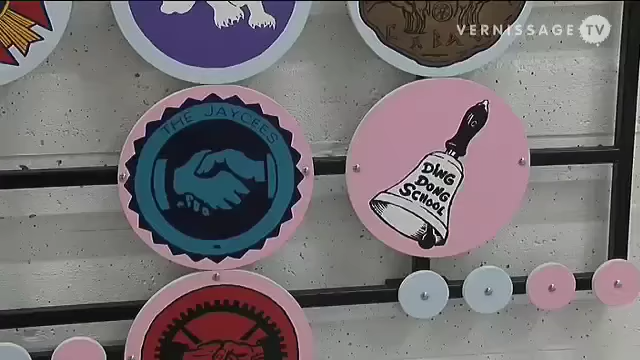 VERNISSAGE TV
THE JAYCEES
DING
DONG
SCHOOL